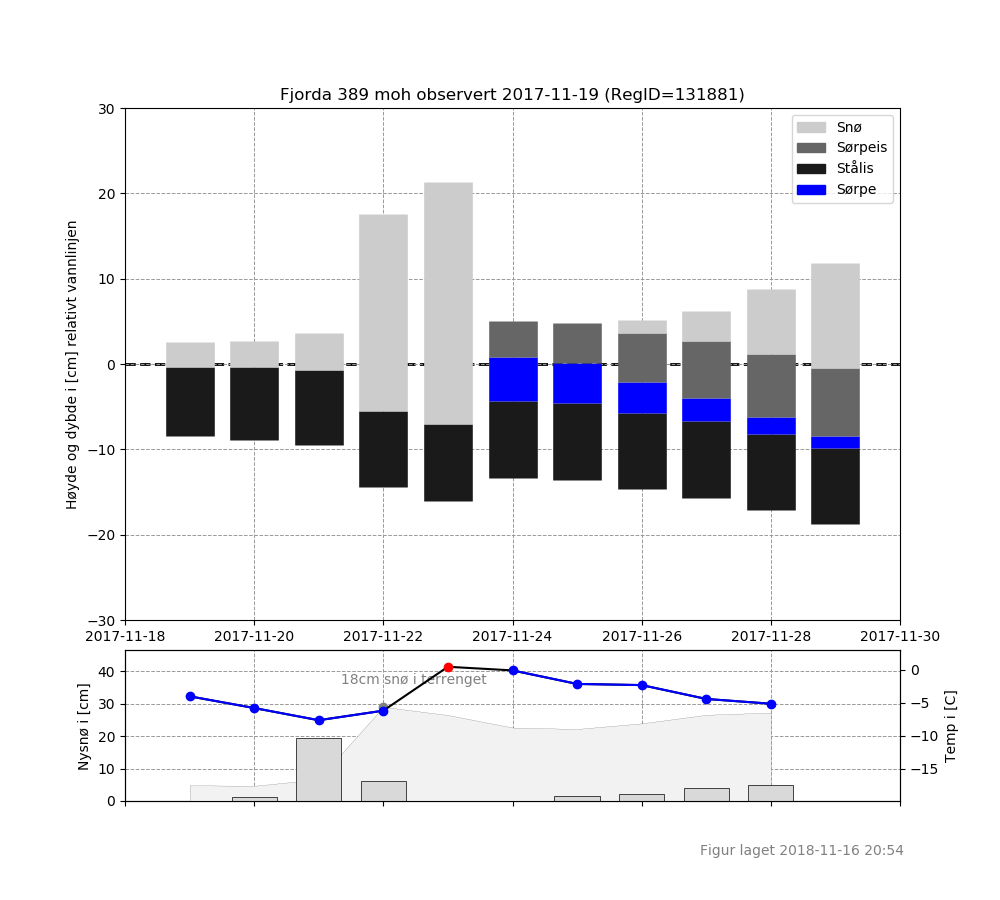 Fjorda 389 moh observert 2017-11-19 (RegID=131881)
Høyde og dybde i [cm] relativt vannlinjen
30
20
10
0
−10
−20
−30
Snø
Sørpeis
Stålis
Sørpe
2017-11-18 2017-11-20 2017-11-22 2017-11-24 2017-11-26 2017-11-28 2017-11-30
Nysnø i [cm]
40
30
20
10
0
18cm snø i terrenget
0
−5
−10
−15
Temp i [C]
Figur laget 2018-11-16 20:54